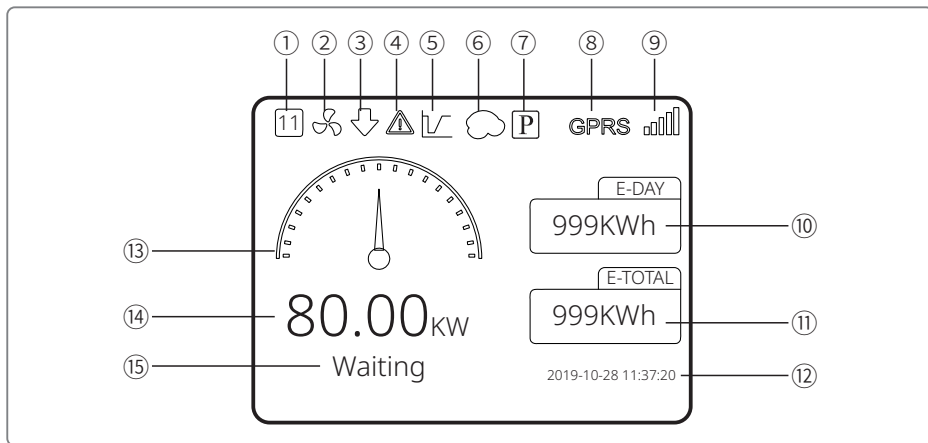 ① ② ③ ④ ⑤ ⑥ ⑦ ⑧ ⑨
11 P GPRS
E-DAY
999KWh ⑩
⑬
E-TOTAL
999KWh ⑪
⑭ 80.00KW
⑮ Waiting
2019-10-28 11:37:20 ⑫